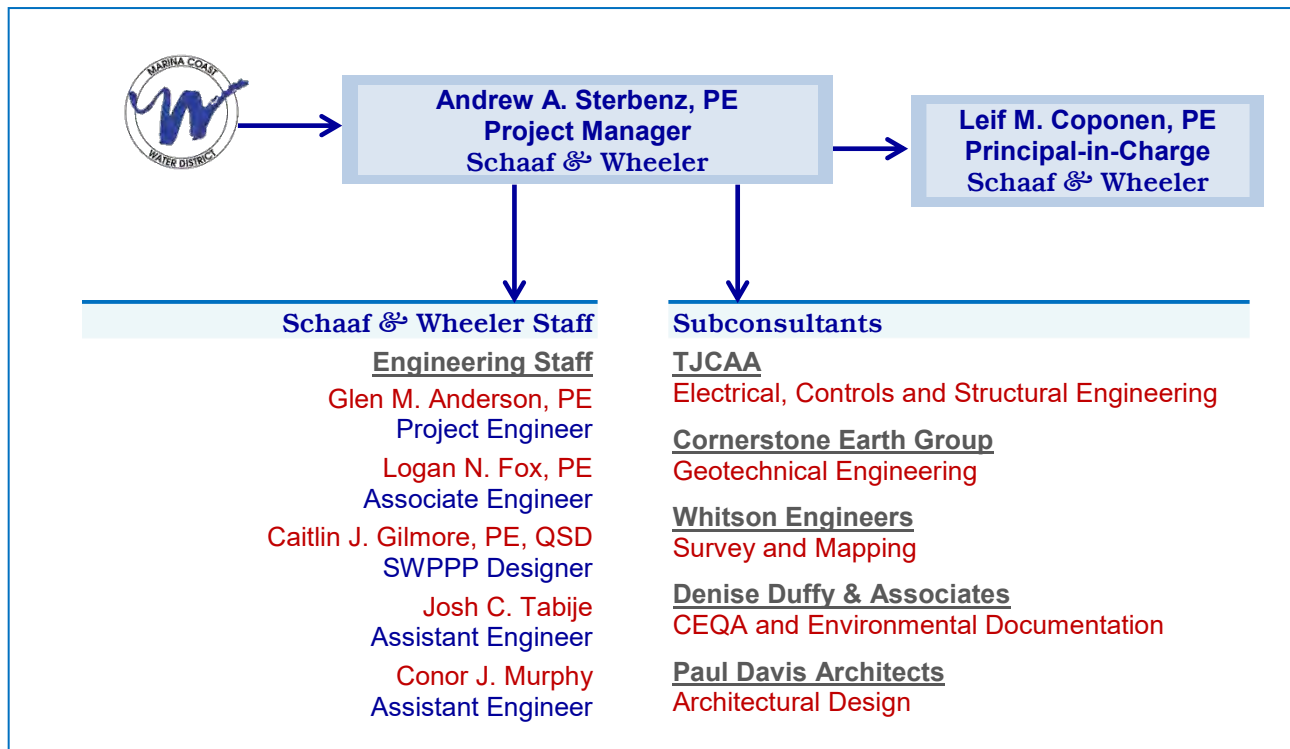 MARINA COAST
WATER DISTRICT
Andrew A. Sterbenz, PE
Project Manager
Schaaf & Wheeler
Leif M. Coponen, PE
Principal-in-Charge
Schaaf & Wheeler
Schaaf & Wheeler Staff
Engineering Staff
Glen M. Anderson, PE
Project Engineer
Logan N. Fox, PE
Associate Engineer
Caitlin J. Gilmore, PE, QSD
SWPPP Designer
Josh C. Tabije
Assistant Engineer
Conor J. Murphy
Assistant Engineer
Subconsultants
TJCAA
Electrical, Controls and Structural Engineering
Cornerstone Earth Group
Geotechnical Engineering
Whitson Engineers
Survey and Mapping
Denise Duffy & Associates
CEQA and Environmental Documentation
Paul Davis Architects
Architectural Design